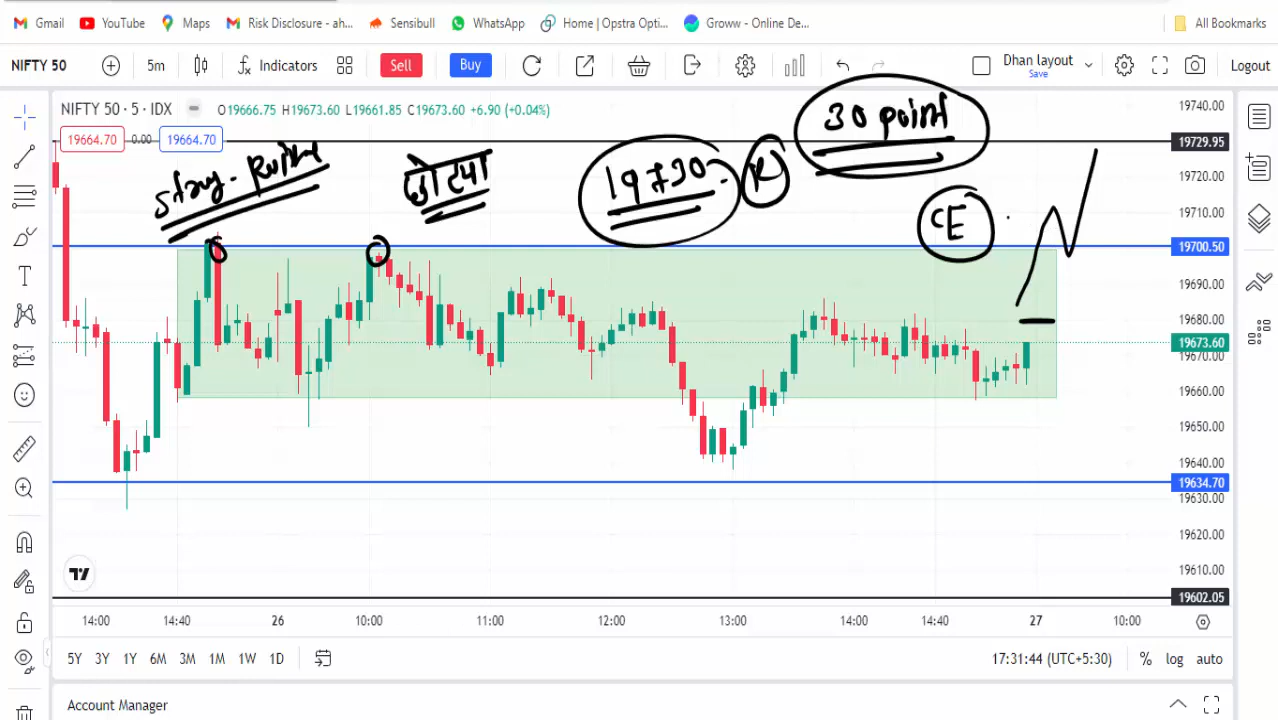 Gmail YouTube Maps Risk Disclosure - ah... Sensibull WhatsApp Home | Opstra Opti... Groww - Online De... All Bookmarks
NIFTY 50 5m Indicators Sell Buy Dhan layout Save Logout
NIFTY 50 · 5 · IDX O19666.75 H19673.60 L19661.85 C19673.60 +6.90 (+0.04%)
19664.70 0.00 19664.70
30 point
19730
R
CE
19740.00
19729.95
19720.00
19710.00
19700.50
19690.00
19680.00
19673.60
19670.00
19660.00
19650.00
19640.00
19634.70
19630.00
19620.00
19610.00
19602.05
14:00 14:40 26 10:00 11:00 12:00 13:00 14:00 14:40 27 10:00
5Y 3Y 1Y 6M 3M 1M 1W 1D 17:31:44 (UTC+5:30) % log auto
Account Manager